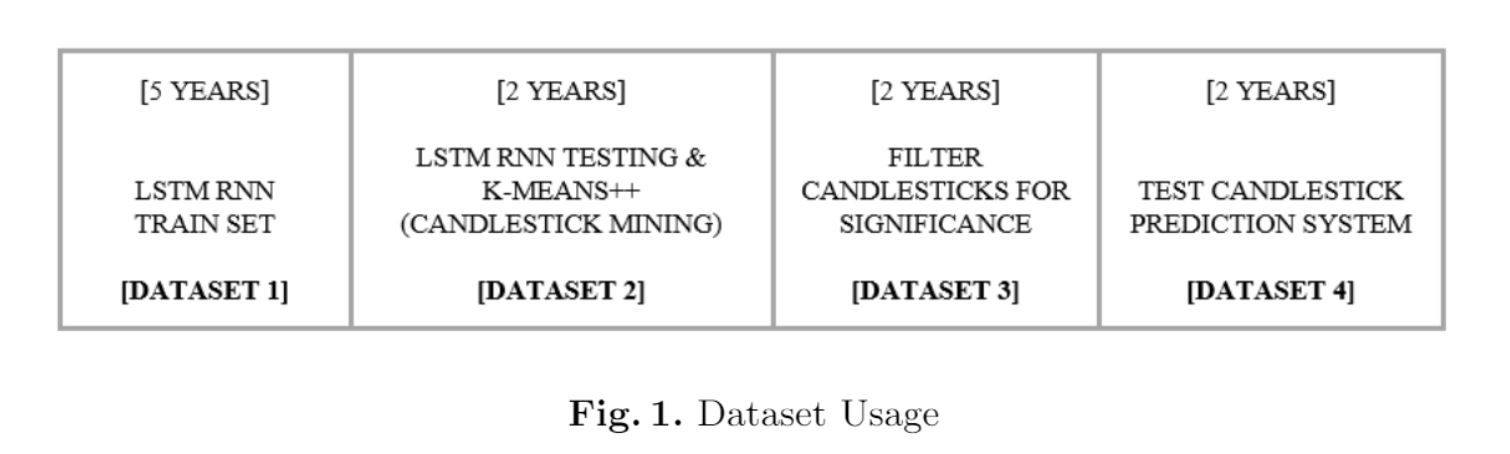 [5 YEARS]
LSTM RNN
TRAIN SET
[DATASET 1]
[2 YEARS]
LSTM RNN TESTING &
K-MEANS++
(CANDLESTICK MINING)
[DATASET 2]
[2 YEARS]
FILTER
CANDLESTICKS FOR
SIGNIFICANCE
[DATASET 3]
[2 YEARS]
TEST CANDLESTICK
PREDICTION SYSTEM
[DATASET 4]
Fig. 1. Dataset Usage